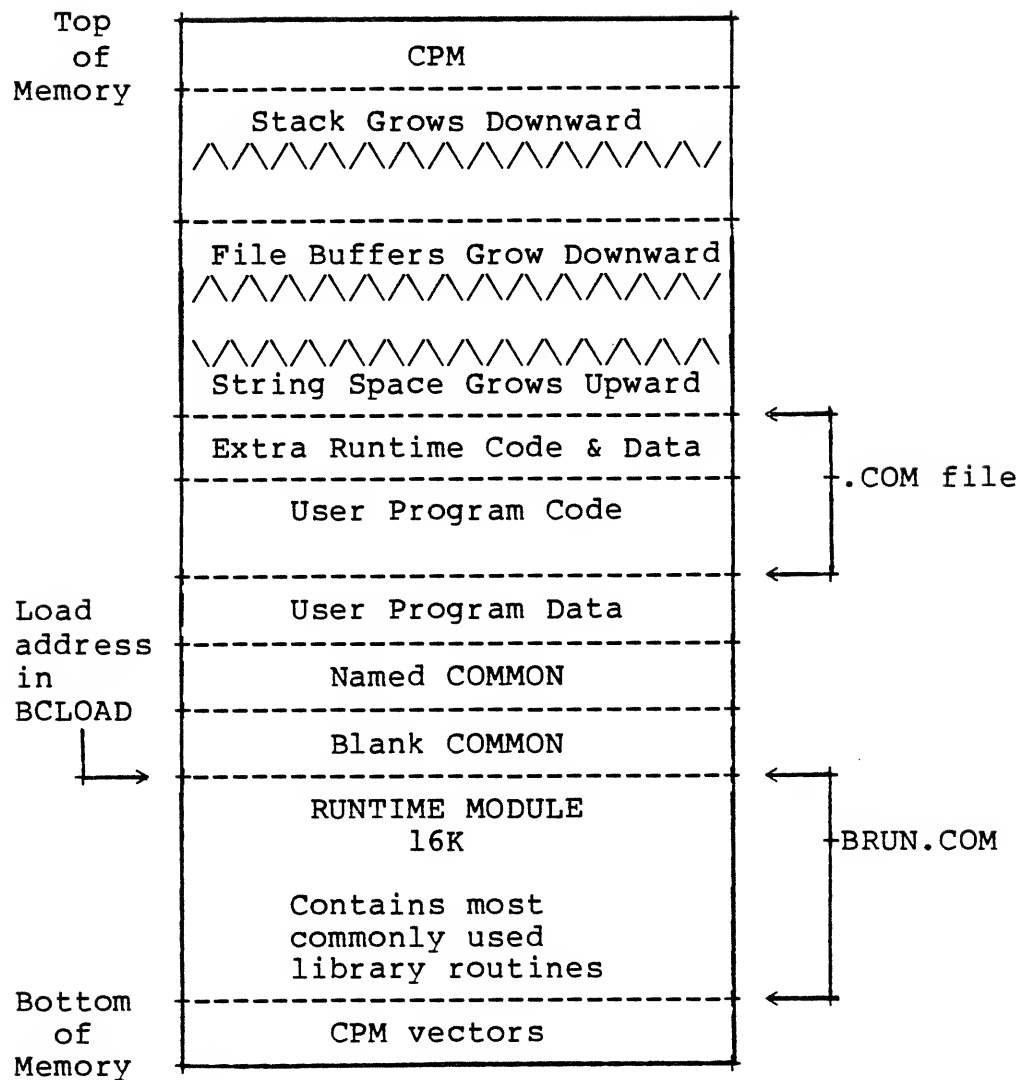 Top
of
Memory
CPM
Stack Grows Downward
File Buffers Grow Downward
String Space Grows Upward
Extra Runtime Code & Data
.COM file
User Program Code
User Program Data
Load
address
in
BCLOAD
Named COMMON
Blank COMMON
RUNTIME MODULE
16K
BRUN.COM
Contains most
commonly used
library routines
Bottom
of
Memory
CPM vectors